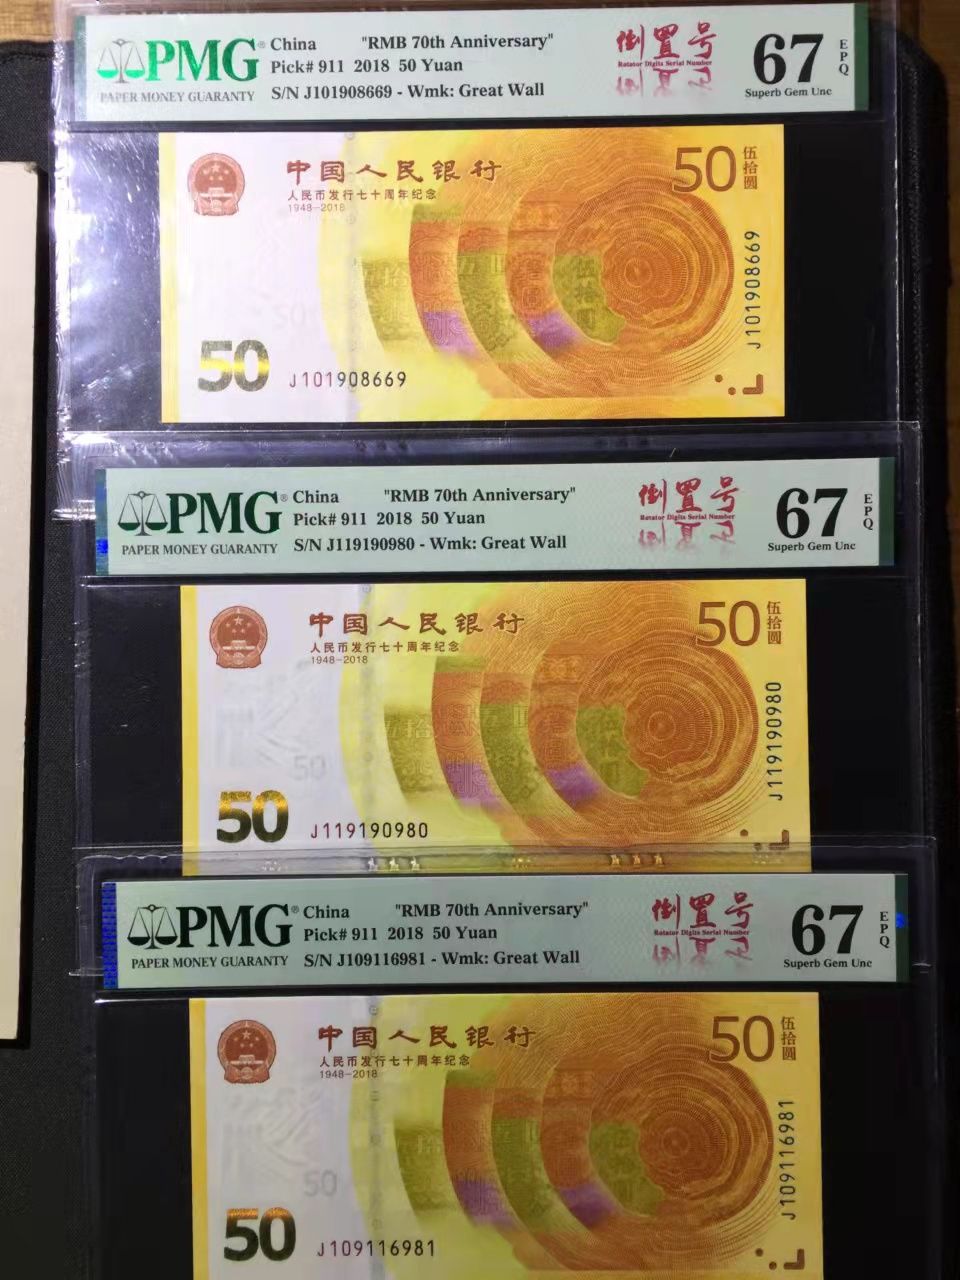 PMG® China "RMB 70th Anniversary"
Pick# 911 2018 50 Yuan
PAPER MONEY GUARANTY
S/N J101908669 - Wmk: Great Wall
倒置号
Rotator Digits Serial Number
67 EPQ
Superb Gem Unc
中国人民银行
人民币发行七十周年纪念
1948-2018
50 伍拾圆
J101908669
50
J101908669
PMG® China "RMB 70th Anniversary"
Pick# 911 2018 50 Yuan
PAPER MONEY GUARANTY
S/N J119190980 - Wmk: Great Wall
倒置号
Rotator Digits Serial Number
67 EPQ
Superb Gem Unc
中国人民银行
人民币发行七十周年纪念
1948-2018
50 伍拾圆
J119190980
50
50
J119190980
PMG® China "RMB 70th Anniversary"
Pick# 911 2018 50 Yuan
PAPER MONEY GUARANTY
S/N J109116981 - Wmk: Great Wall
倒置号
Rotator Digits Serial Number
67 EPQ
Superb Gem Unc
中国人民银行
人民币发行七十周年纪念
1948-2018
50 伍拾圆
J109116981
50
50
J109116981